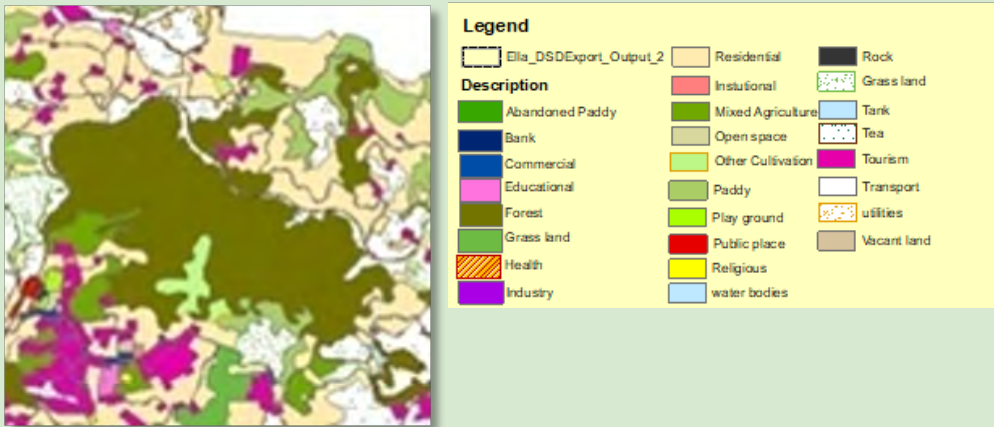 Legend
Ella_DSDExport_Output_2
Description
Abandoned Paddy
Bank
Commercial
Educational
Forest
Grass land
Health
Industry
Residential
Instutional
Mixed Agriculture
Open space
Other Cultivation
Paddy
Play ground
Public place
Religious
water bodies
Rock
Grass land
Tank
Tea
Tourism
Transport
utilities
Vacant land